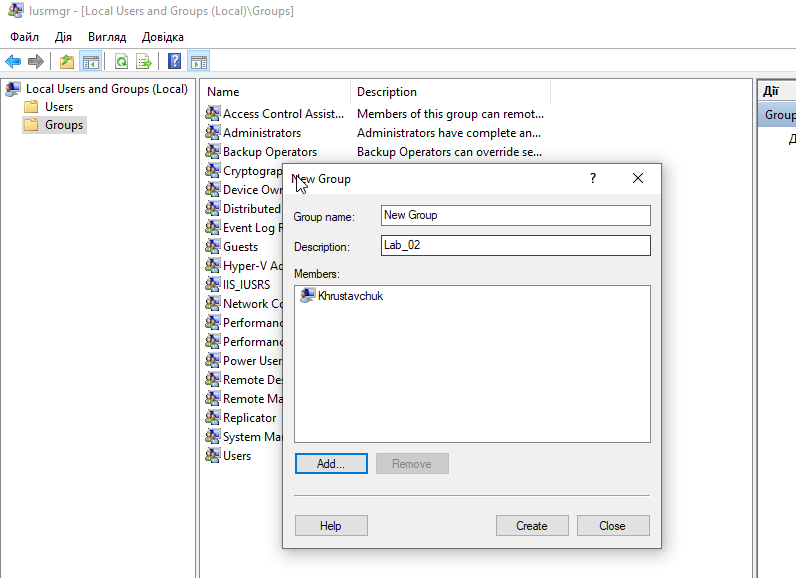 lusrmgr - [Local Users and Groups (Local)\Groups]
Файл Дія Вигляд Довідка
Local Users and Groups (Local)
Users
Groups
Name Description
Access Control Assist... Members of this group can remot...
Administrators Administrators have complete an...
Backup Operators Backup Operators can override se...
Cryptograp
Device Own
Distributed
Event Log R
Guests
Hyper-V Ad
IIS_IUSRS
Network Co
Performanc
Performanc
Power User
Remote Des
Remote Ma
Replicator
System Ma
Users
New Group
?
Group name: New Group
Description: Lab_02
Members:
Khrustavchuk
Add... Remove
Help Create Close
Дії
Group
Д